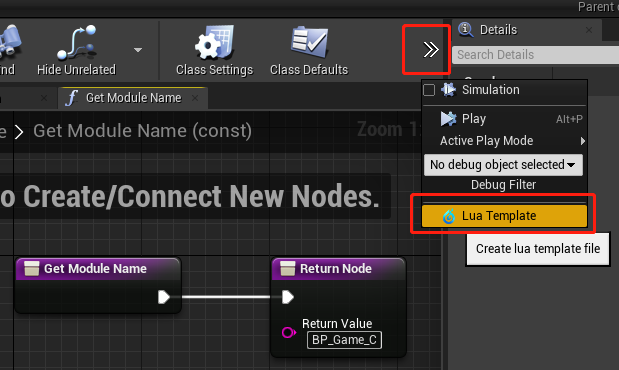 Parent
nd
Hide Unrelated
Class Settings
Class Defaults
Details
Search Details
Get Module Name
Simulation
e > Get Module Name (const)
Zoom 1:
Play Alt+P
Active Play Mode
No debug object selected
Debug Filter
o Create/Connect New Nodes.
Lua Template
Create lua template file
Get Module Name
Return Node
Return Value
BP_Game_C